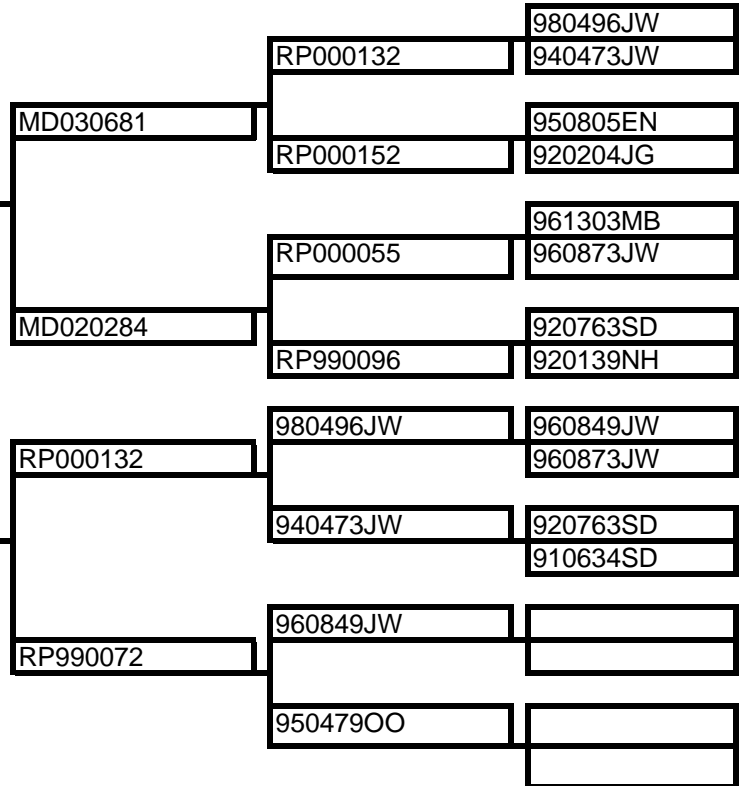 980496JW
RP000132 940473JW
MD030681 950805EN
RP000152 920204JG
961303MB
RP000055 960873JW
MD020284 920763SD
RP990096 920139NH
980496JW 960849JW
RP000132 960873JW
940473JW 920763SD
910634SD
960849JW
RP990072
950479OO